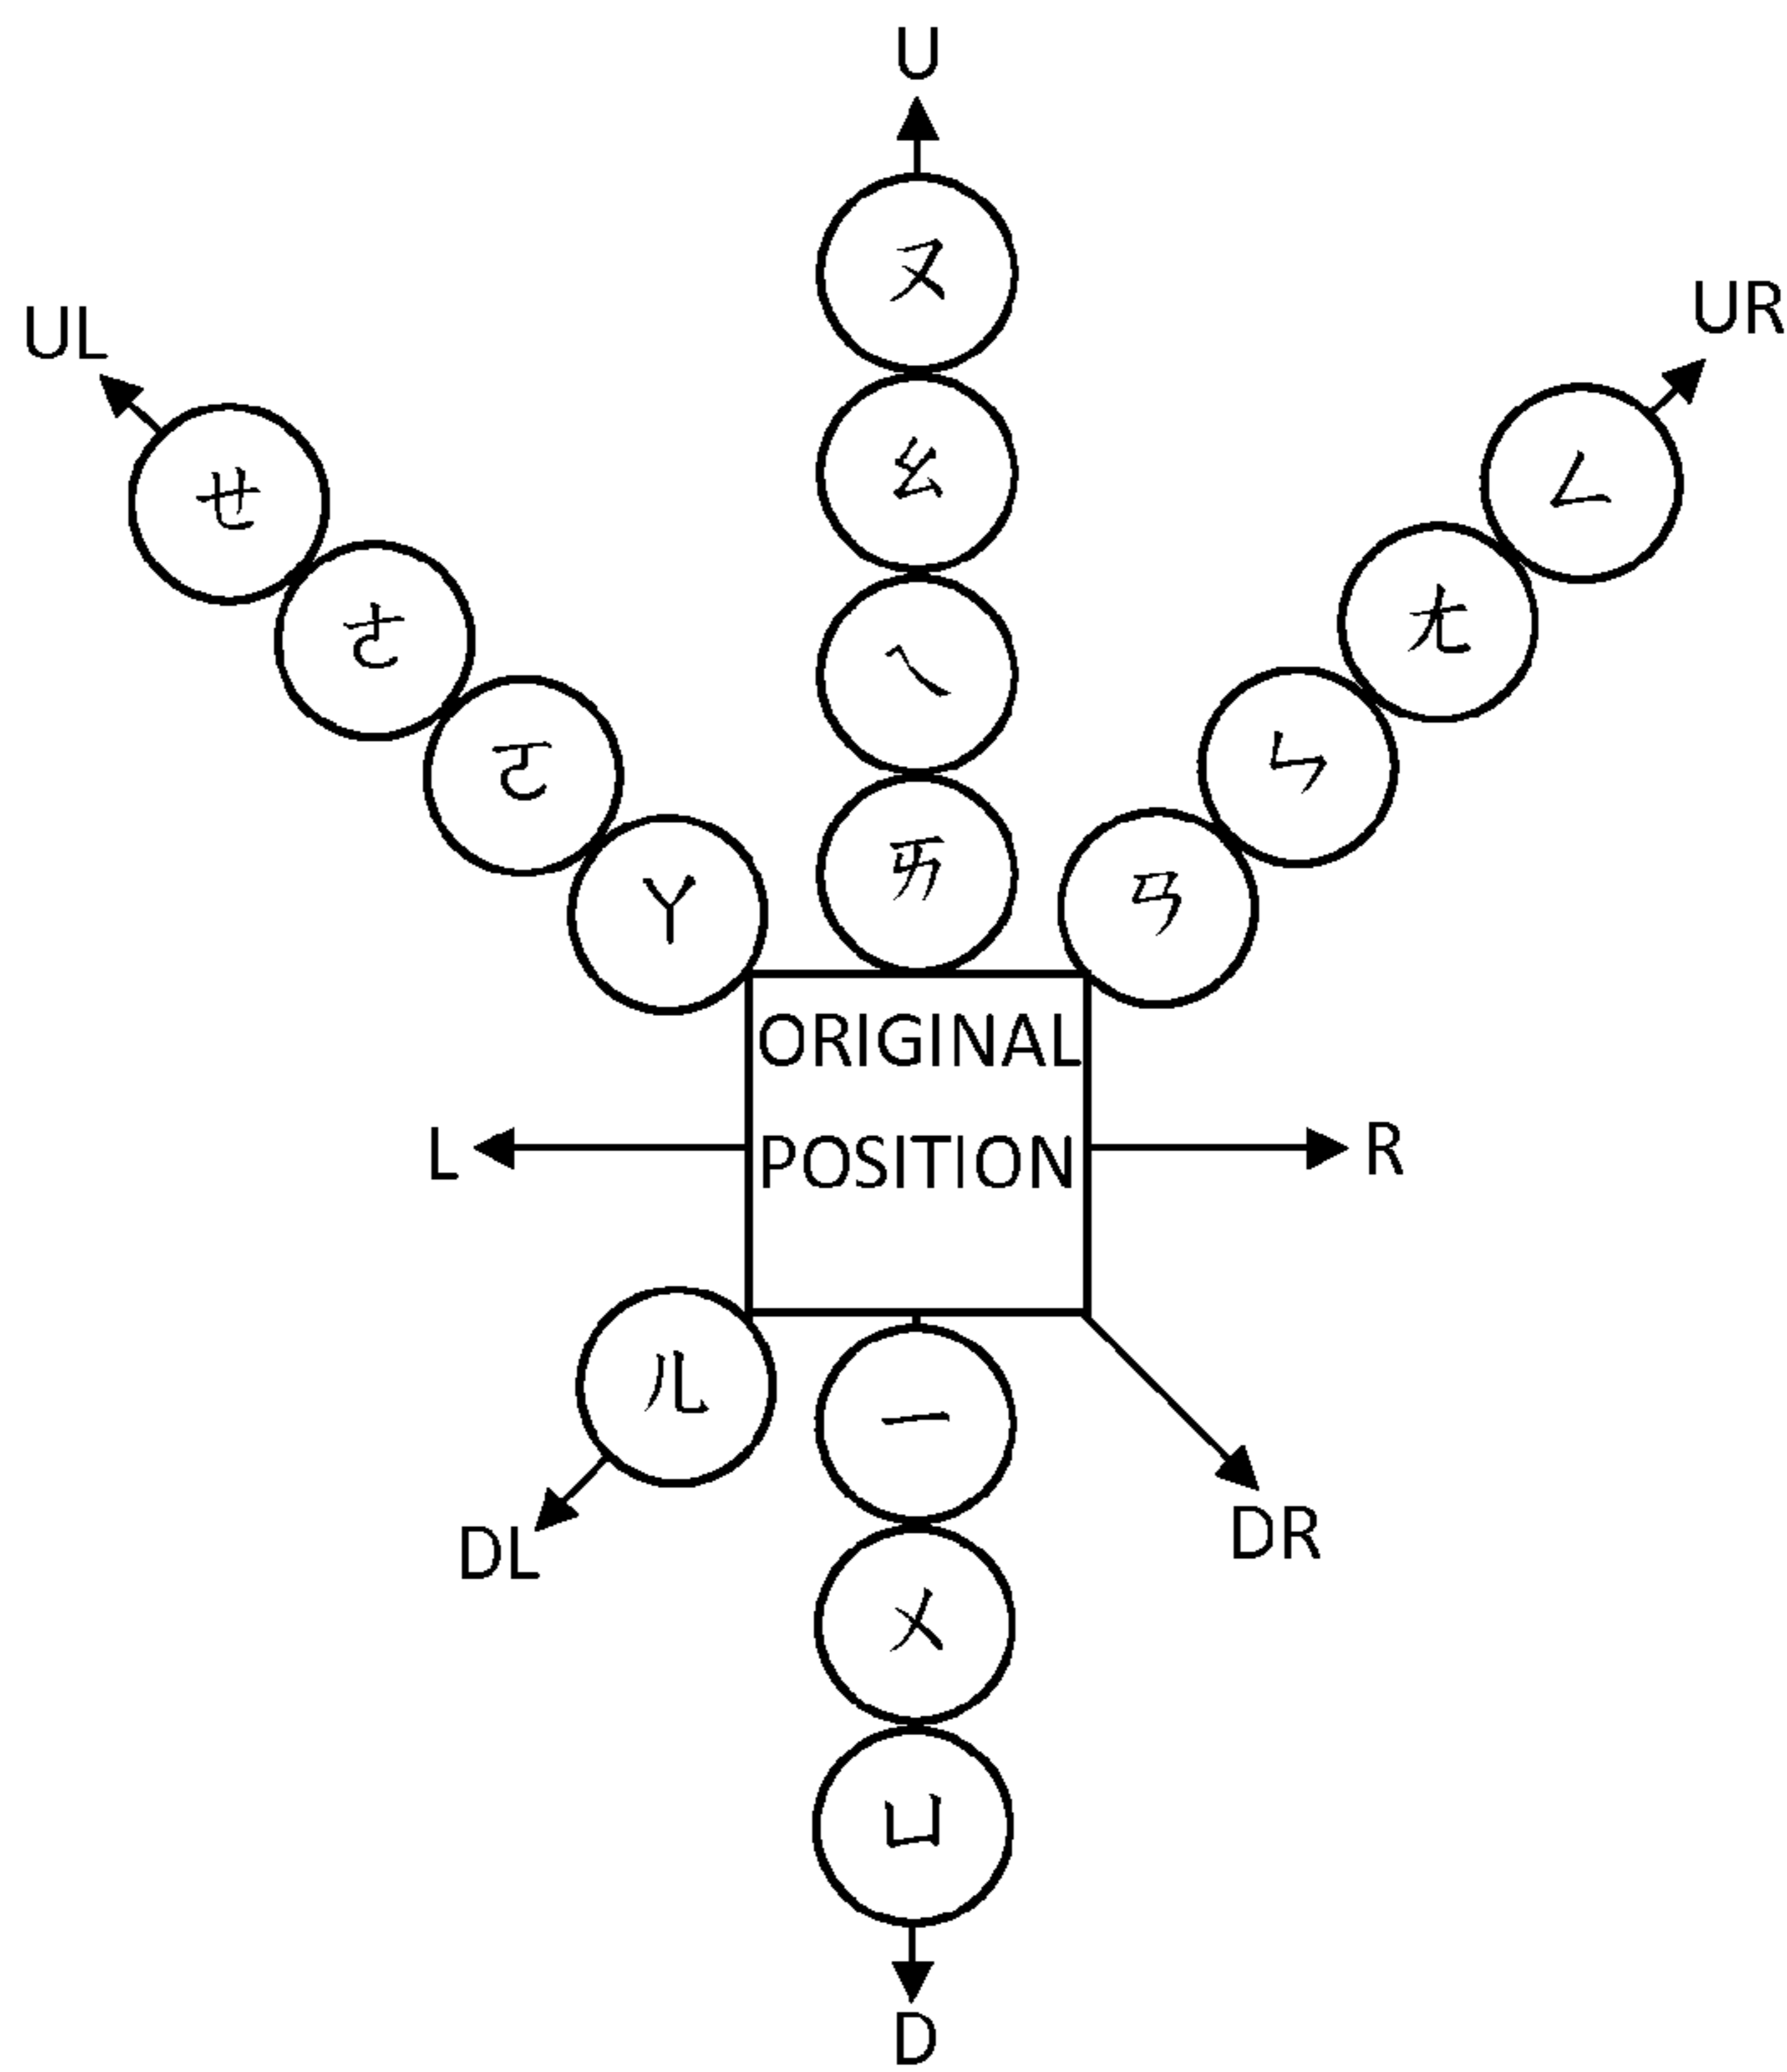 U
ㄡ
UL
UR
ㄠ
ㄥ
ㄝ
ㄤ
ㄜ
ㄟ
ㄣ
ㄛ
ㄞ
ㄢ
ㄚ
ORIGINAL
POSITION
L
R
ㄦ
ㄧ
DL
DR
ㄨ
ㄩ
D